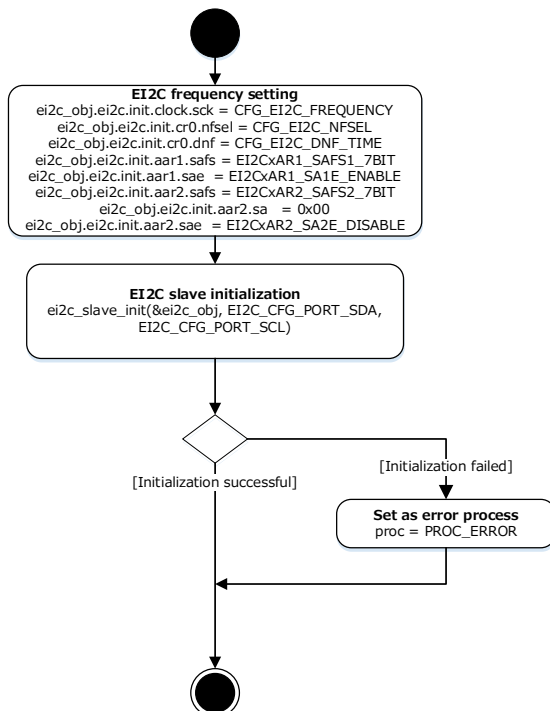 EI2C frequency setting
ei2c_obj.ei2c.init.clock.sck = CFG_EI2C_FREQUENCY
ei2c_obj.ei2c.init.cr0.nfsel = CFG_EI2C_NFSEL
ei2c_obj.ei2c.init.cr0.dnf = CFG_EI2C_DNF_TIME
ei2c_obj.ei2c.init.aar1.safs = EI2CxAR1_SAFS1_7BIT
ei2c_obj.ei2c.init.aar1.sae = EI2CxAR1_SA1E_ENABLE
ei2c_obj.ei2c.init.aar2.safs = EI2CxAR2_SAFS2_7BIT
ei2c_obj.ei2c.init.aar2.sa = 0x00
ei2c_obj.ei2c.init.aar2.sae = EI2CxAR2_SA2E_DISABLE
EI2C slave initialization
ei2c_slave_init(&ei2c_obj, EI2C_CFG_PORT_SDA,
EI2C_CFG_PORT_SCL)
[Initialization failed]
[Initialization successful]
Set as error process
proc = PROC_ERROR